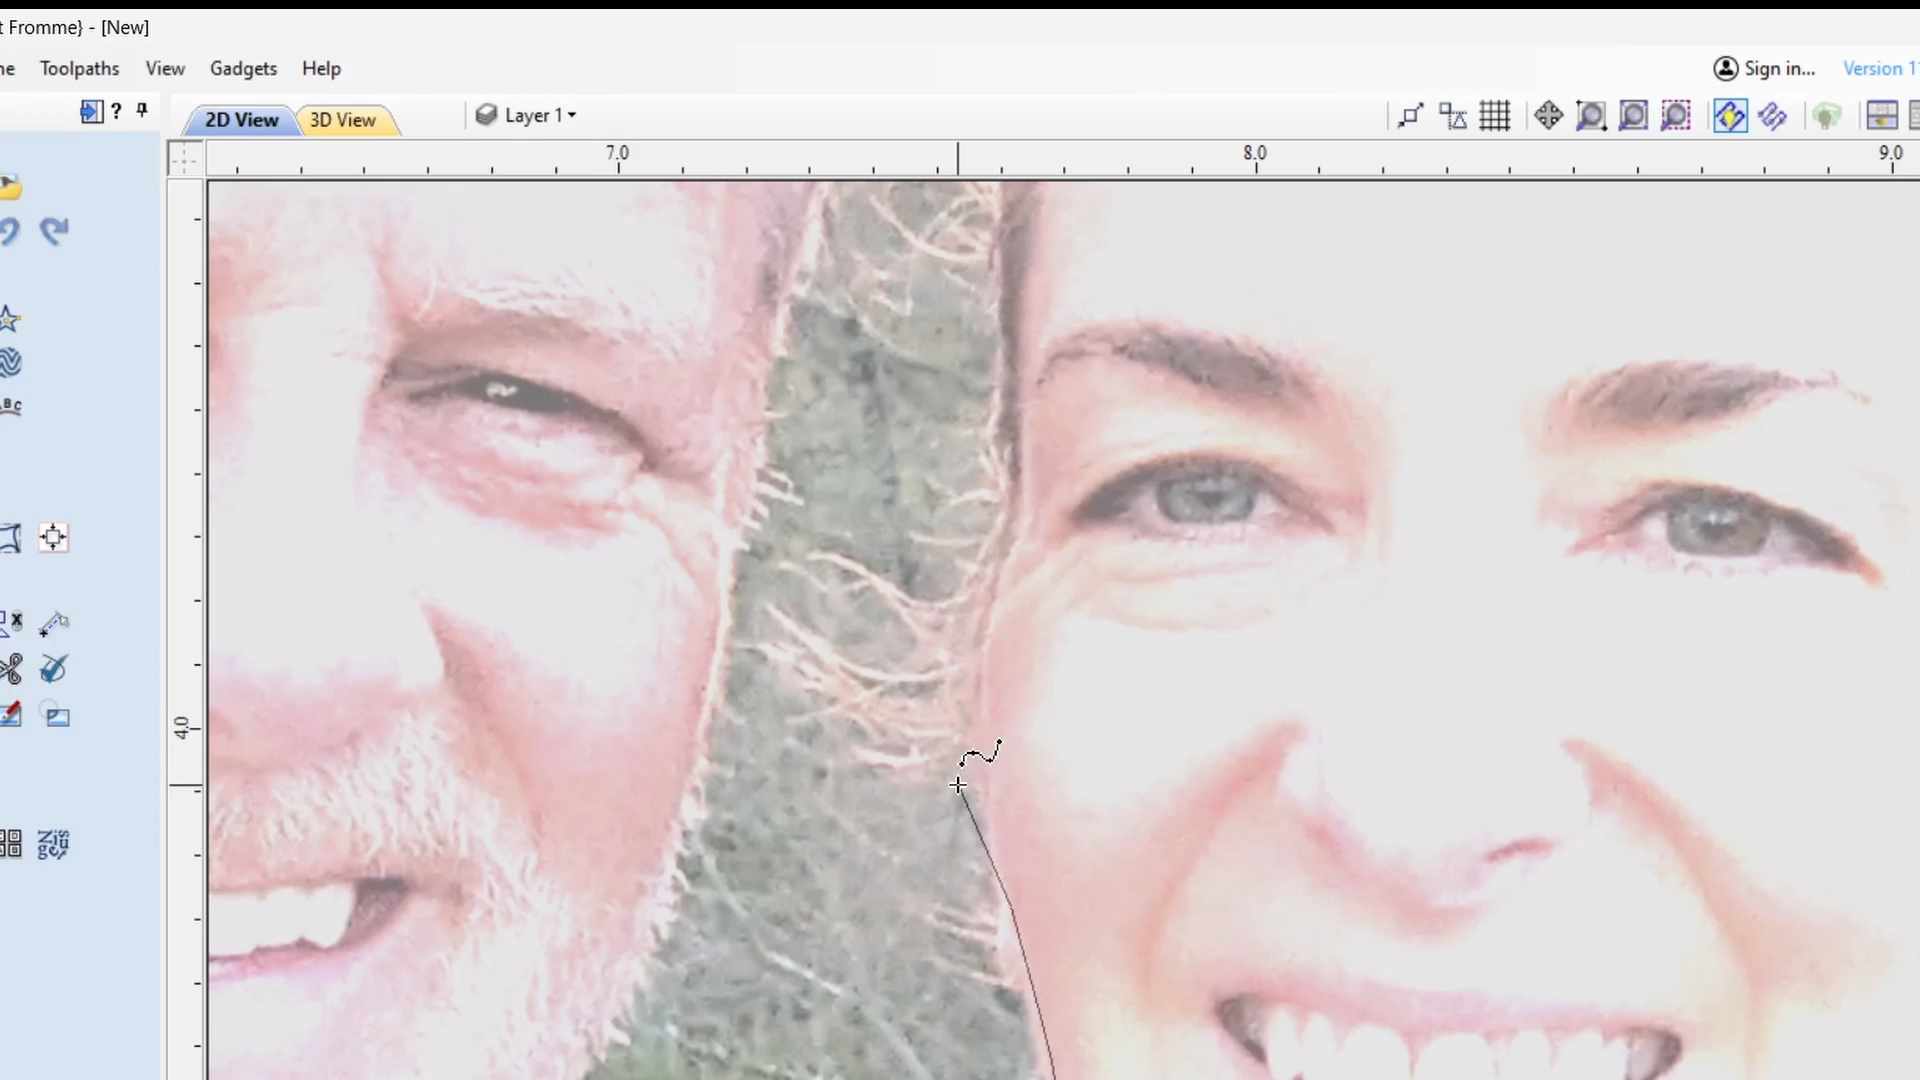 t Fromme} - [New]
ne Toolpaths View Gadgets Help
Sign in... Version 1
? 2D View 3D View Layer 1
7.0 8.0 9.0
ABC
4.0